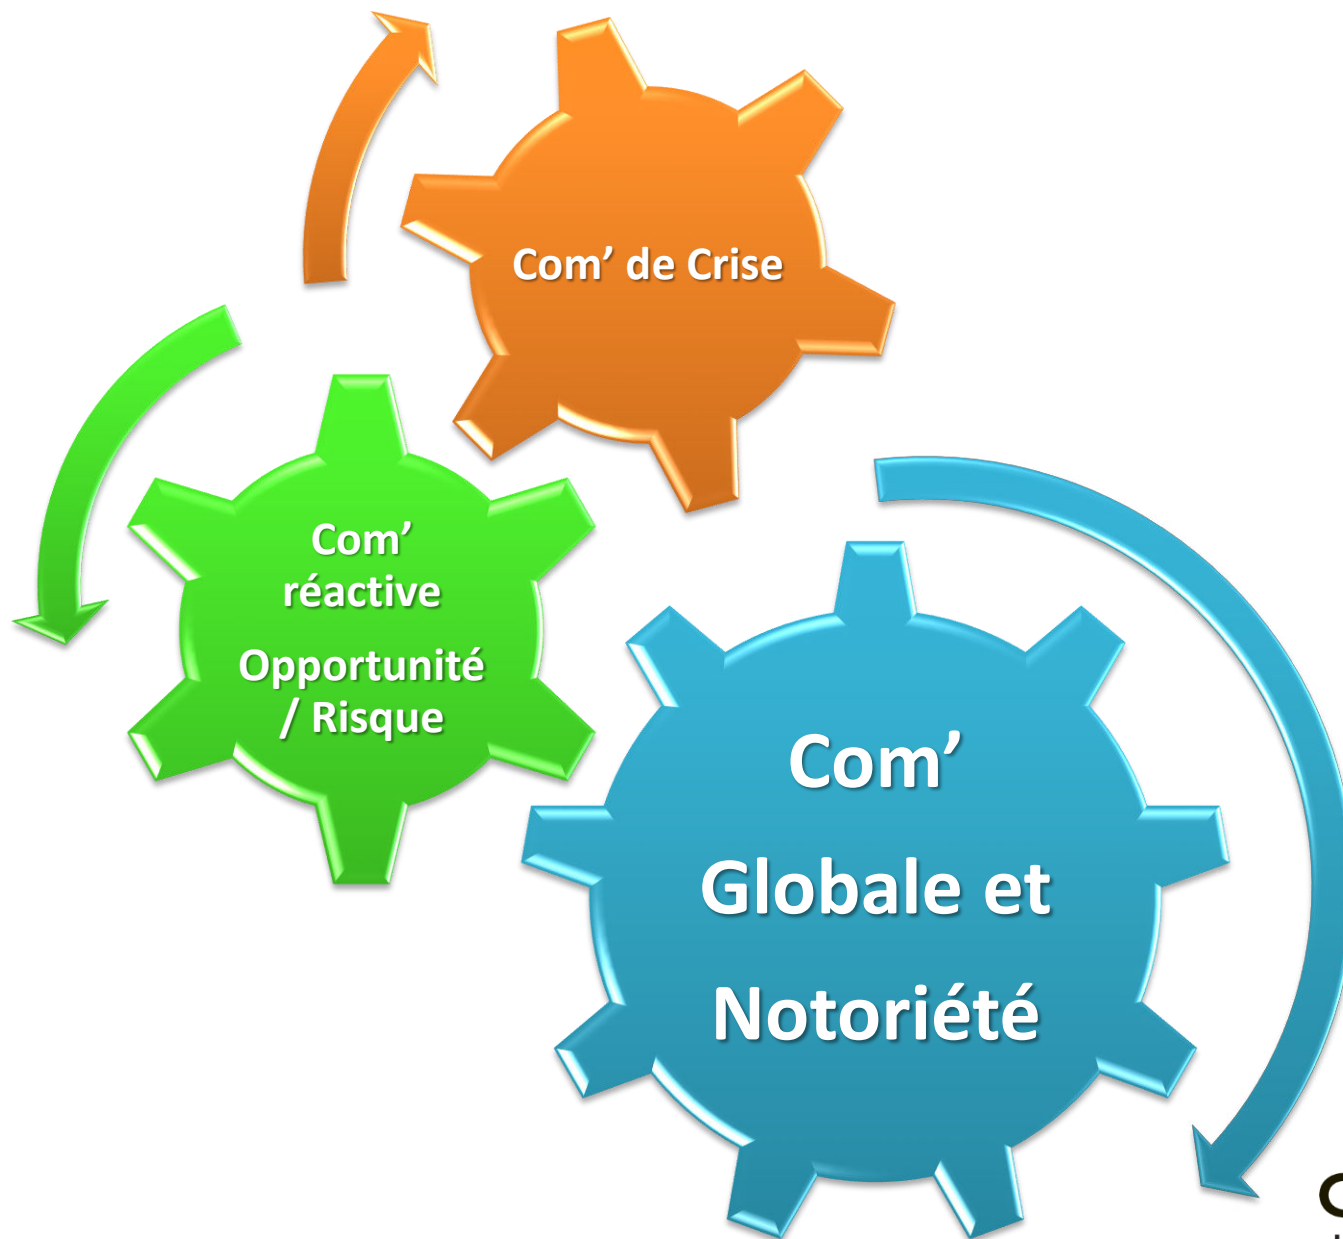 Com’ de Crise
Com’
réactive
Opportunité
/ Risque
Com’
Globale et
Notoriété